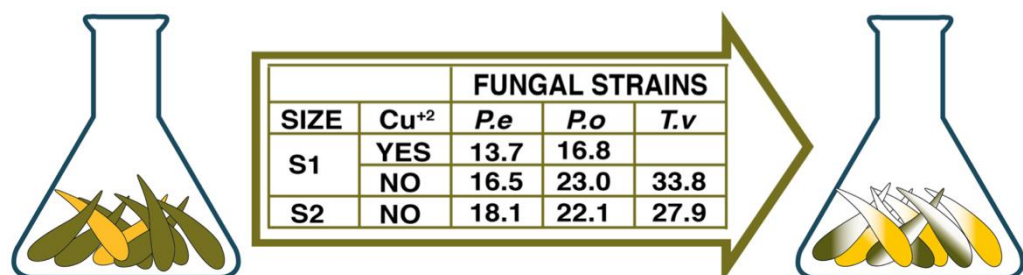 FUNGAL STRAINS
SIZE Cu⁺² P.e P.o T.v
S1 YES 13.7 16.8
NO 16.5 23.0 33.8
S2 NO 18.1 22.1 27.9